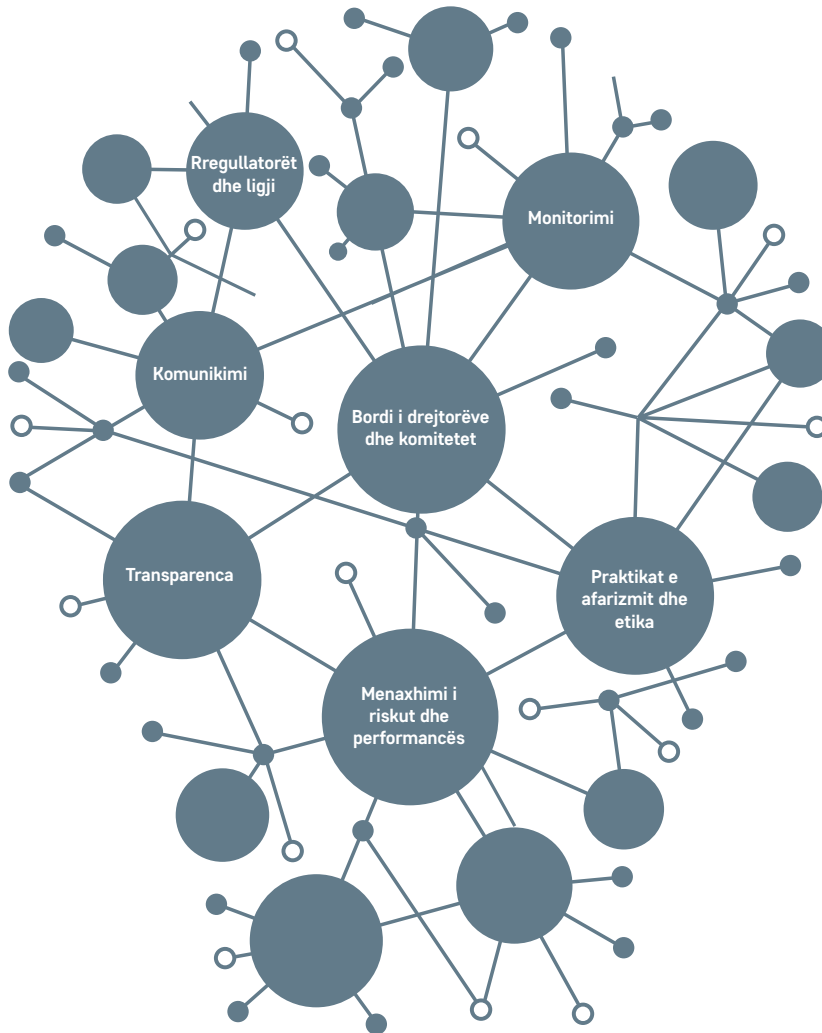 Rregullatorët
dhe ligji
Monitorimi
Komunikimi
Bordi i drejtorëve
dhe komitetet
Transparenca
Praktikat e
afarizmit dhe
etika
Menaxhimi i
riskut dhe
performancës